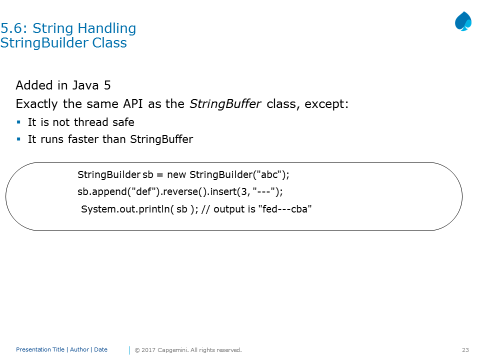 5.6: String Handling
StringBuilder Class
Added in Java 5
Exactly the same API as the StringBuffer class, except:
▪ It is not thread safe
▪ It runs faster than StringBuffer
StringBuilder sb = new StringBuilder("abc");
sb.append("def").reverse().insert(3, "---");
System.out.println( sb ); // output is "fed---cba"
Presentation Title | Author | Date
© 2017 Capgemini. All rights reserved.
23